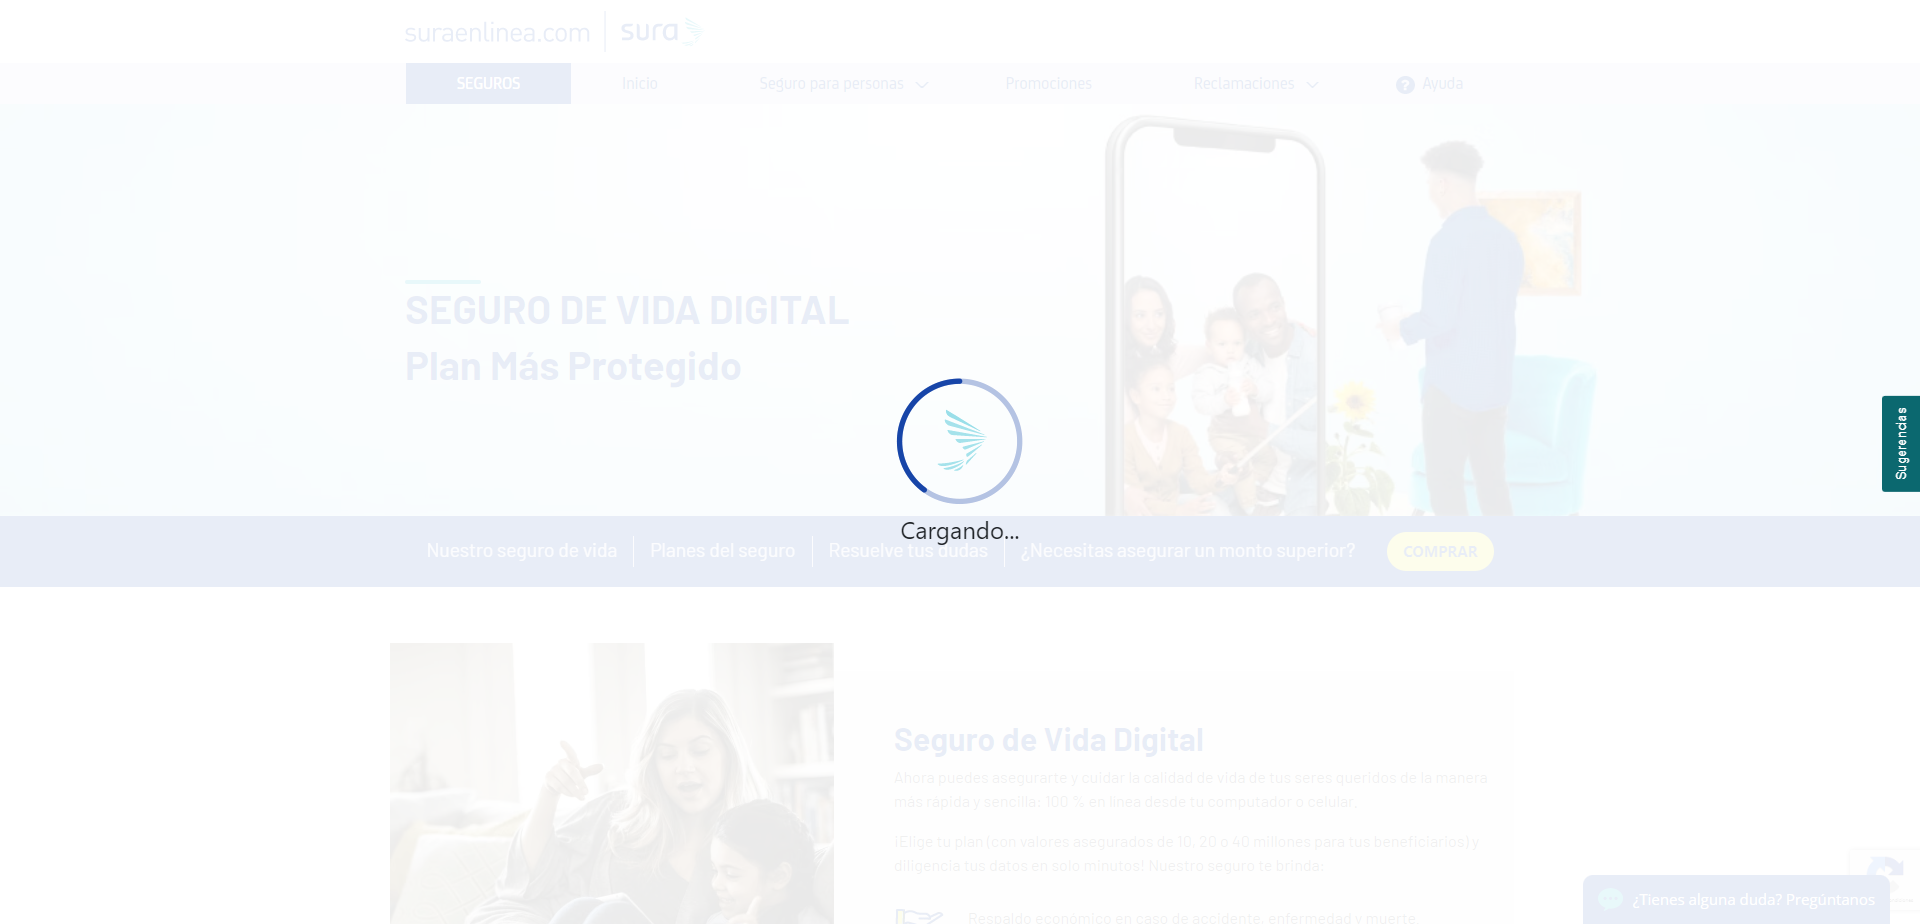 suraenlinea.com
sura
SEGUROS
Inicio
Seguro para personas
Promociones
Reclamaciones
? Ayuda
SEGURO DE VIDA DIGITAL
Plan Más Protegido
Cargando...
Sugerencias
Nuestro seguro de vida
Planes del seguro
Resuelve tus dudas
¿Necesitas asegurar un monto superior?
COMPRAR
Seguro de Vida Digital
Ahora puedes asegurarte y cuidar la calidad de vida de tus seres queridos de la manera
más rápida y sencilla: 100 % en línea desde tu computador o celular.
¡Elige tu plan (con valores asegurados de 10, 20 o 40 millones para tus beneficiarios) y
diligencia tus datos en solo minutos! Nuestro seguro te brinda:
Respaldo económico en caso de accidente, enfermedad y muerte.
¿Tienes alguna duda? Pregúntanos